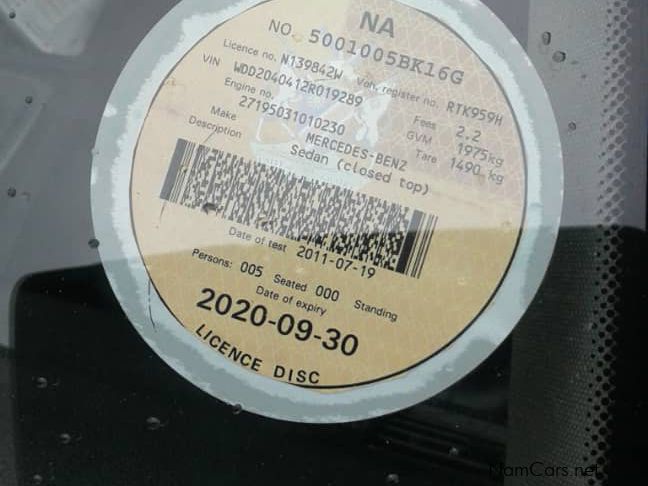 NA
NO. 5001005BK16G
Licence no. N139842W Veh. register no. RTK959H
VIN WDD2040412R019289 Fees 2.2
Engine no. 27195031010230 GVM 1975kg
Make MERCEDES-BENZ Tare 1490 kg
Description Sedan (closed top)
Date of test 2011-07-19
Persons: 005 Seated 000 Standing
Date of expiry
2020-09-30
LICENCE DISC
NamCars.net